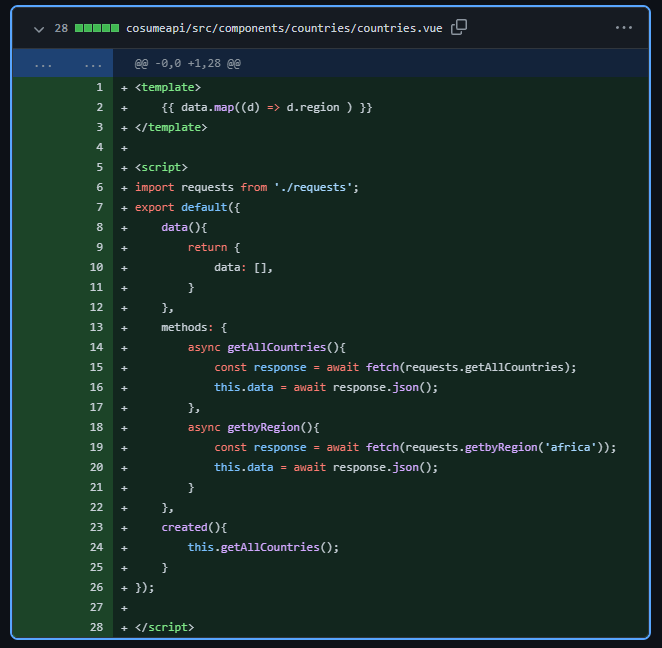 28 cosumeapi/src/components/countries/countries.vue ...
... ... @@ -0,0 +1,28 @@
1 + <template>
2 +     {{ data.map((d) => d.region ) }}
3 + </template>
4 +
5 + <script>
6 + import requests from './requests';
7 + export default({
8 +     data(){
9 +         return {
10 +             data: [],
11 +         }
12 +     },
13 +     methods: {
14 +         async getAllCountries(){
15 +             const response = await fetch(requests.getAllCountries);
16 +             this.data = await response.json();
17 +         },
18 +         async getbyRegion(){
19 +             const response = await fetch(requests.getbyRegion('africa'));
20 +             this.data = await response.json();
21 +         }
22 +     },
23 +     created(){
24 +         this.getAllCountries();
25 +     }
26 + });
27 +
28 + </script>